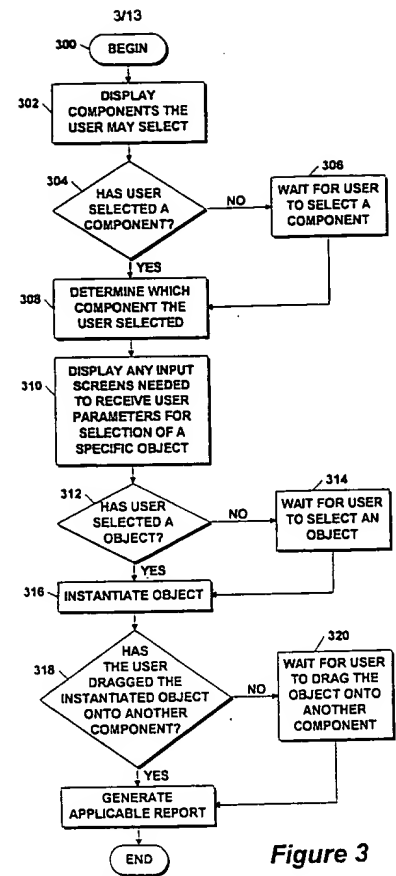 3/13
300
BEGIN
302
DISPLAY
COMPONENTS THE
USER MAY SELECT
304
HAS USER
SELECTED A
COMPONENT?
NO
306
WAIT FOR USER
TO SELECT A
COMPONENT
YES
308
DETERMINE WHICH
COMPONENT THE
USER SELECTED
310
DISPLAY ANY INPUT
SCREENS NEEDED
TO RECEIVE USER
PARAMETERS FOR
SELECTION OF A
SPECIFIC OBJECT
312
HAS USER
SELECTED A
OBJECT?
NO
314
WAIT FOR USER
TO SELECT AN
OBJECT
YES
316
INSTANTIATE OBJECT
318
HAS
THE USER
DRAGGED THE
INSTANTIATED OBJECT
ONTO ANOTHER
COMPONENT?
NO
320
WAIT FOR USER
TO DRAG THE
OBJECT ONTO
ANOTHER
COMPONENT
YES
GENERATE
APPLICABLE REPORT
END
Figure 3